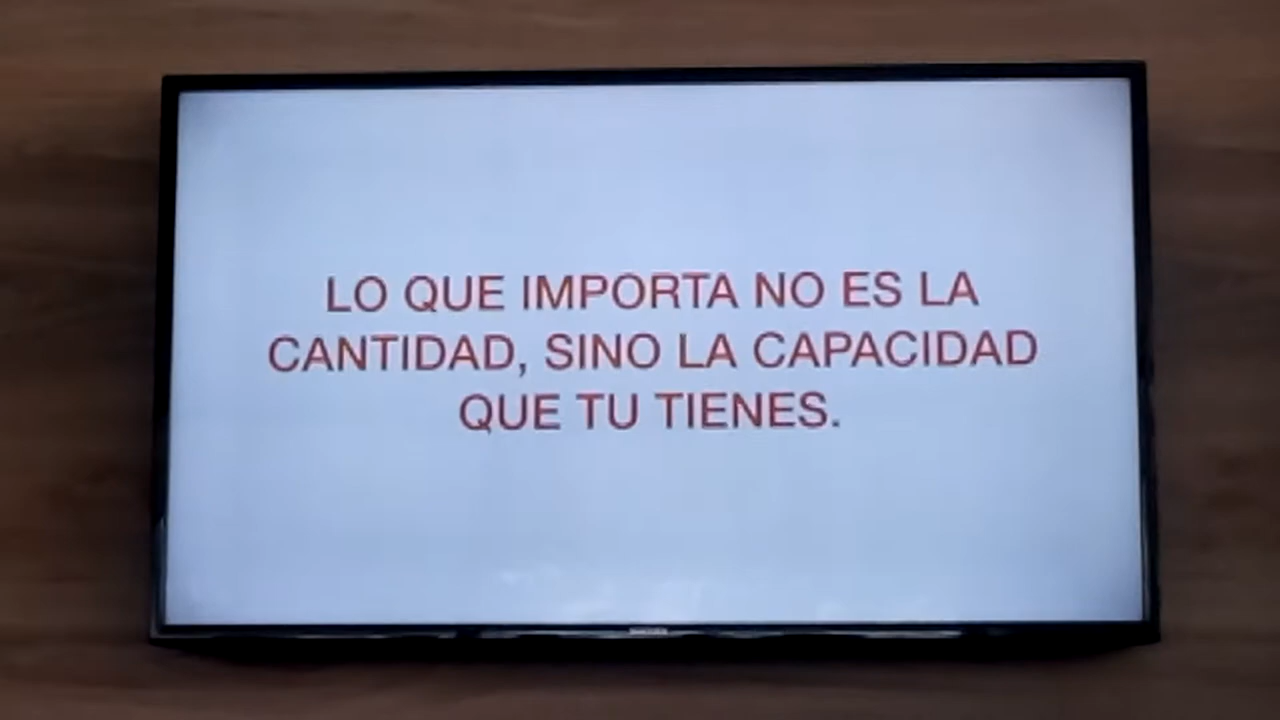 LO QUE IMPORTA NO ES LA
CANTIDAD, SINO LA CAPACIDAD
QUE TU TIENES.